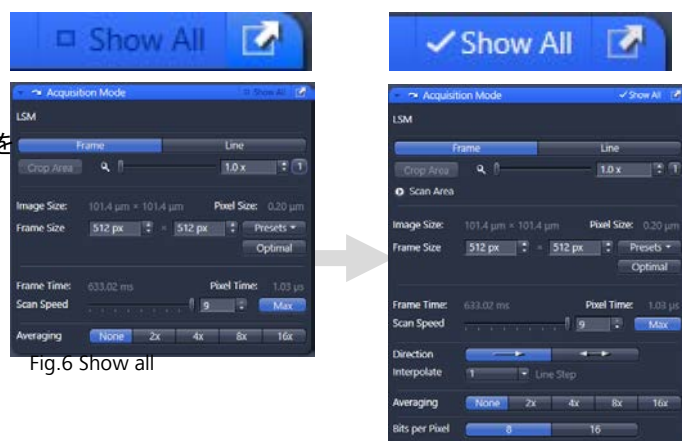 Show All
Acquisition Mode Show All
LSM
を
Frame Line
Crop Area 1.0 x 1
Image Size: 101.4 µm × 101.4 µm Pixel Size: 0.20 µm
Frame Size 512 px × 512 px Presets
Optimal
Frame Time: 633.02 ms Pixel Time: 1.03 µs
Scan Speed 9 Max
Averaging None 2x 4x 8x 16x
Fig.6 Show all
Show All
Acquisition Mode Show All
LSM
Frame Line
Crop Area 1.0 x 1
Scan Area
Image Size: 101.4 µm × 101.4 µm Pixel Size: 0.20 µm
Frame Size 512 px × 512 px Presets
Optimal
Frame Time: 633.02 ms Pixel Time: 1.03 µs
Scan Speed 9 Max
Direction
Interpolate 1 Line Step
Averaging None 2x 4x 8x 16x
Bits per Pixel 8 16